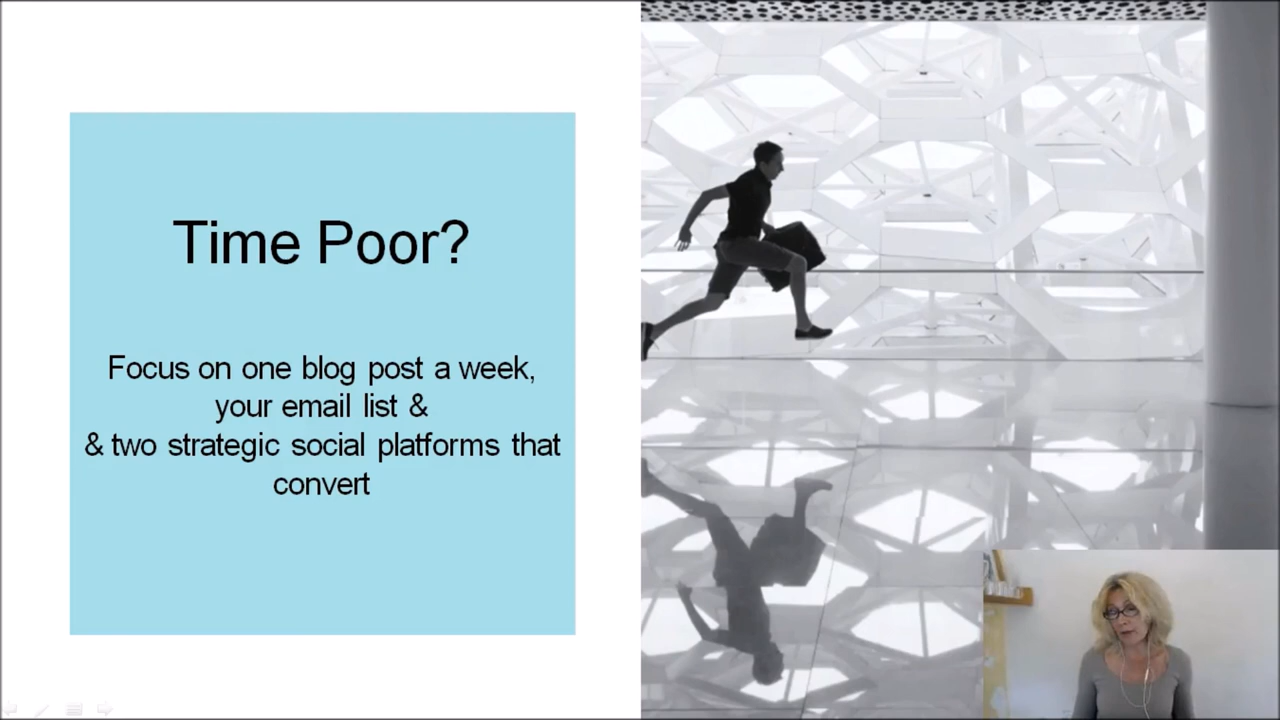 Time Poor?
Focus on one blog post a week,
your email list &
& two strategic social platforms that
convert